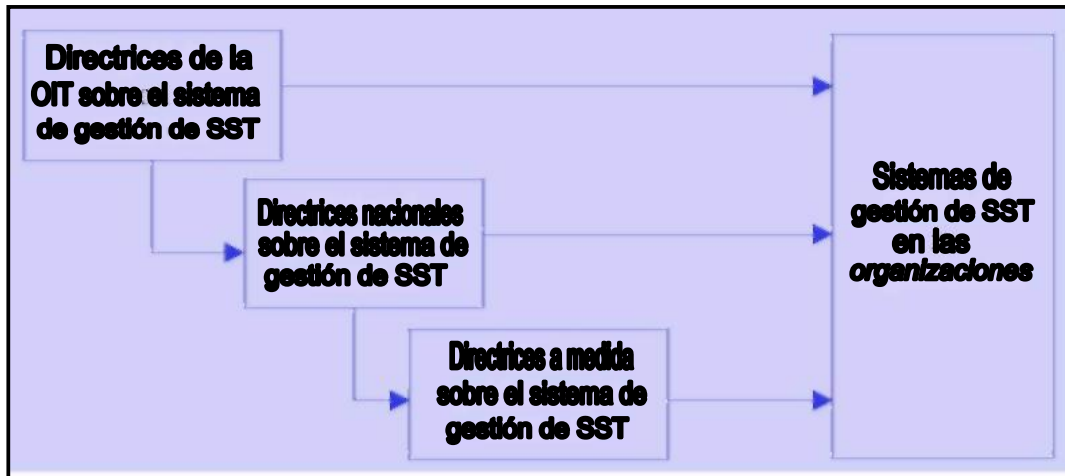 Directrices de la
OIT sobre el sistema
de gestión de SST
Directrices nacionales
sobre el sistema de
gestión de SST
Directrices a medida
sobre el sistema de
gestión de SST
Sistemas de
gestión de SST
en las
organizaciones